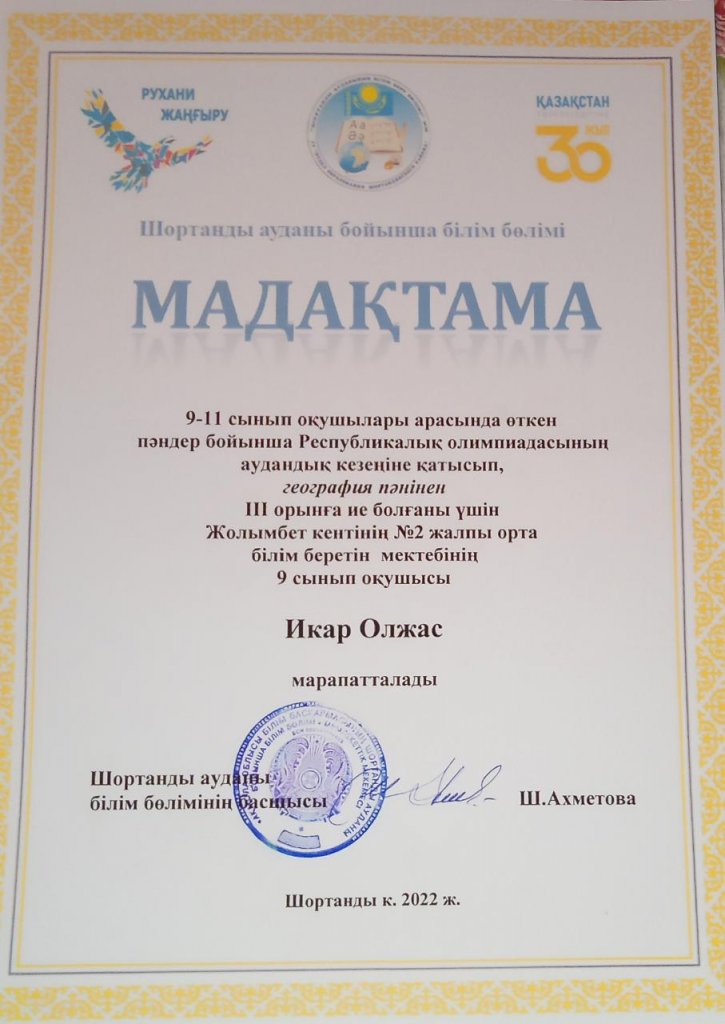 РУХАНИ
ЖАҢҒЫРУ
ҚАЗАҚСТАН
30 ЖЫЛ
Шортанды ауданы бойынша білім бөлімі
МАДАҚТАМА
9-11 сынып оқушылары арасында өткен
пәндер бойынша Республикалық олимпиадасының
аудандық кезеңіне қатысып,
география пәнінен
III орынға ие болғаны үшін
Жолымбет кентінің №2 жалпы орта
білім беретін мектебінің
9 сынып оқушысы
Икар Олжас
марапатталады
Шортанды ауданы
білім бөлімінің басшысы
Ш.Ахметова
Шортанды к. 2022 ж.